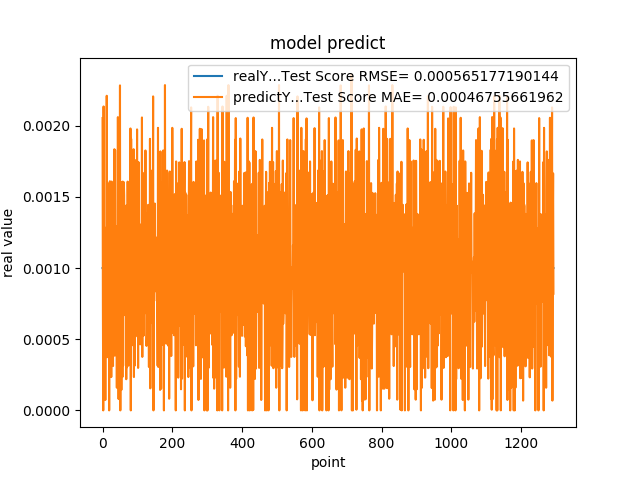 model predict
realY...Test Score RMSE= 0.000565177190144
predictY...Test Score MAE= 0.00046755661962
real value
0.0020
0.0015
0.0010
0.0005
0.0000
0 200 400 600 800 1000 1200
point